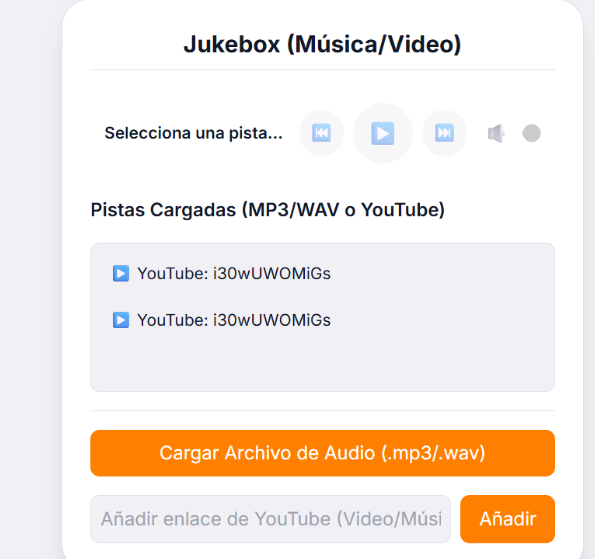 Jukebox (Música/Video)
Selecciona una pista...
Pistas Cargadas (MP3/WAV o YouTube)
YouTube: i30wUWOMiGs
YouTube: i30wUWOMiGs
Cargar Archivo de Audio (.mp3/.wav)
Añadir enlace de YouTube (Video/Músi
Añadir